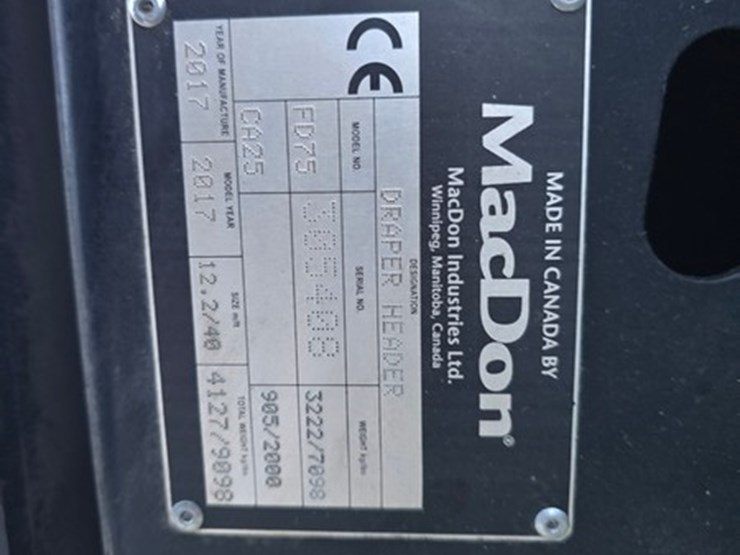 MADE IN CANADA BY
MacDon®
MacDon Industries Ltd.
Winnipeg, Manitoba, Canada
CE
DESIGNATION
DRAPER HEADER
MODEL NO. SERIAL NO. WEIGHT kg/lbs
FD75 305408 3222/7098
CA25 905/2000
YEAR OF MANUFACTURE MODEL YEAR SIZE m/ft TOTAL WEIGHT kg/lbs
2017 2017 12.2/40 4127/9098